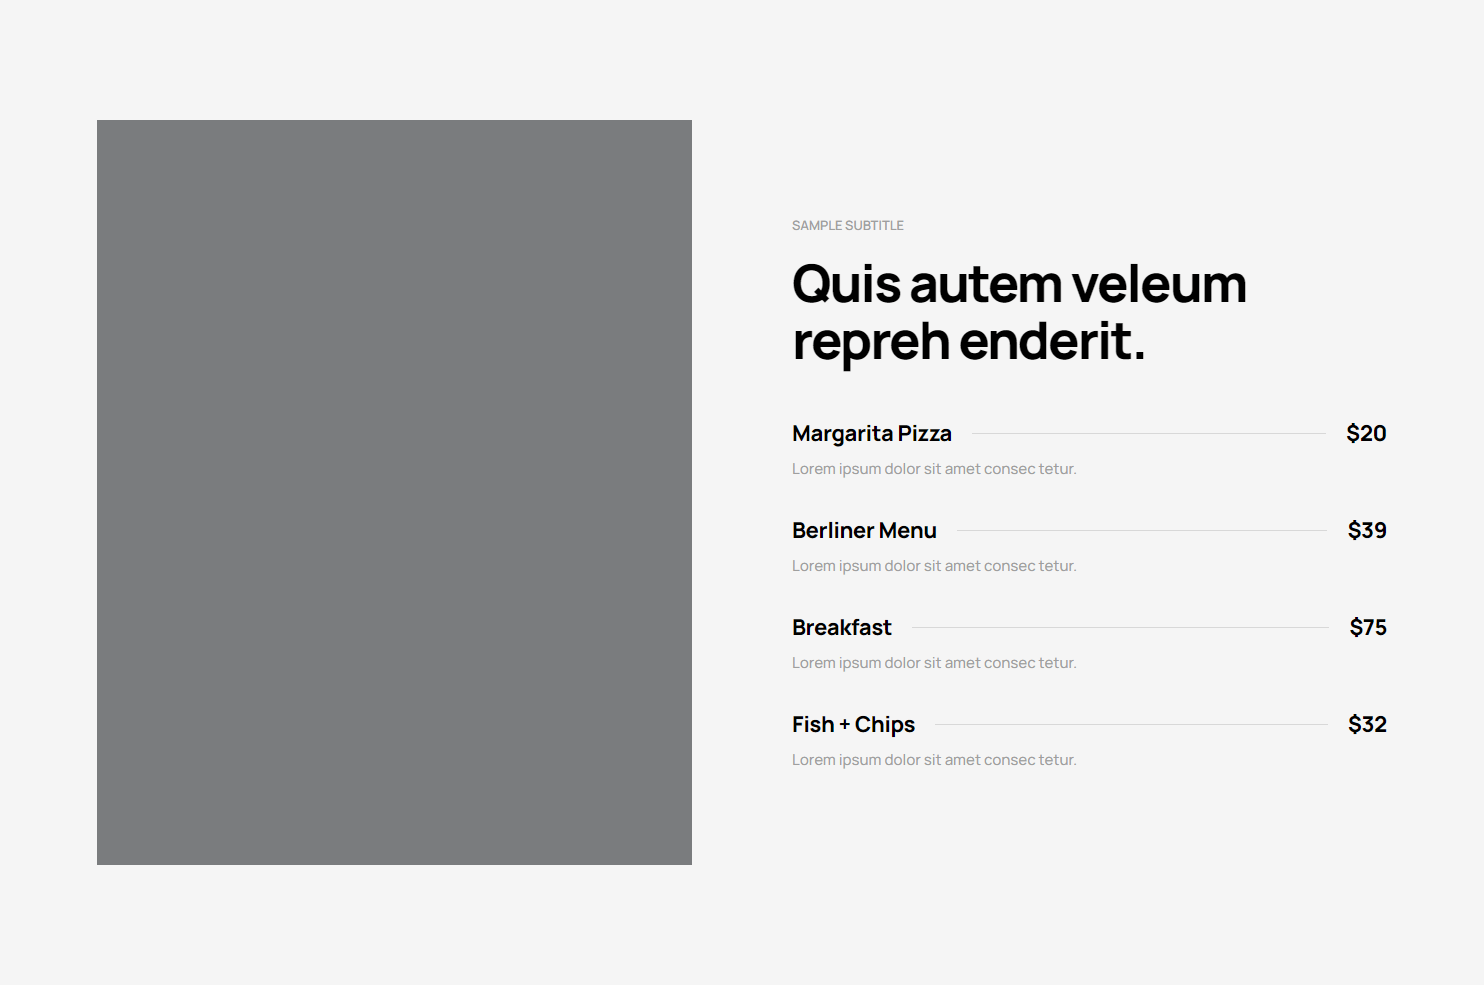 SAMPLE SUBTITLE
Quis autem veleum
repreh enderit.
Margarita Pizza $20
Lorem ipsum dolor sit amet consec tetur.
Berliner Menu $39
Lorem ipsum dolor sit amet consec tetur.
Breakfast $75
Lorem ipsum dolor sit amet consec tetur.
Fish + Chips $32
Lorem ipsum dolor sit amet consec tetur.